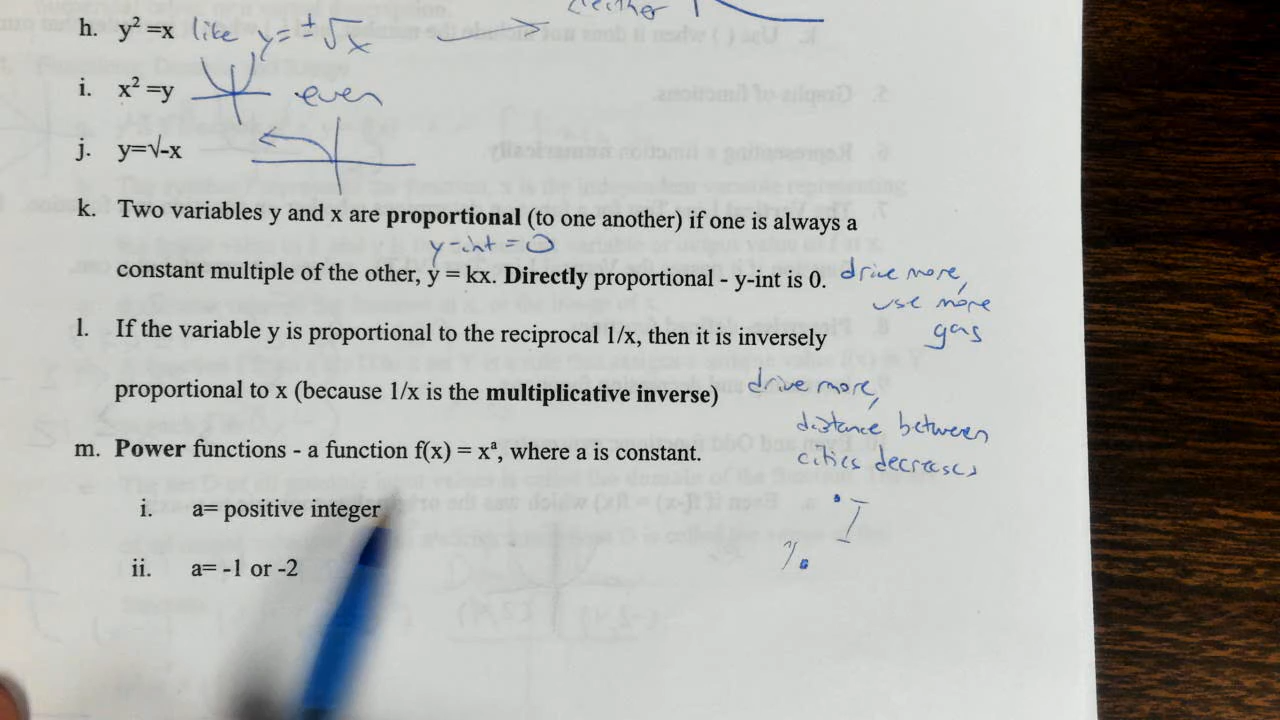 neither
h. y² =x like y=±√x
i. x² =y even
j. y=√-x
k. Two variables y and x are proportional (to one another) if one is always a
y-int = 0
constant multiple of the other, y = kx. Directly proportional - y-int is 0. drive more,
use more
l. If the variable y is proportional to the reciprocal 1/x, then it is inversely gas
proportional to x (because 1/x is the multiplicative inverse) drive more,
distance between
m. Power functions - a function f(x) = xᵃ, where a is constant. cities decreases
i. a= positive integer
ii. a= -1 or -2